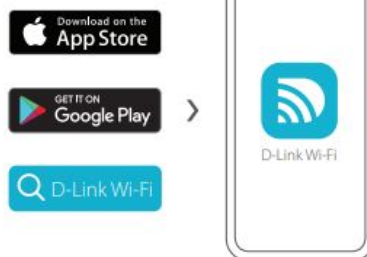 Download on the
App Store
GET IT ON
Google Play
D-Link Wi-Fi
D-Link Wi-Fi